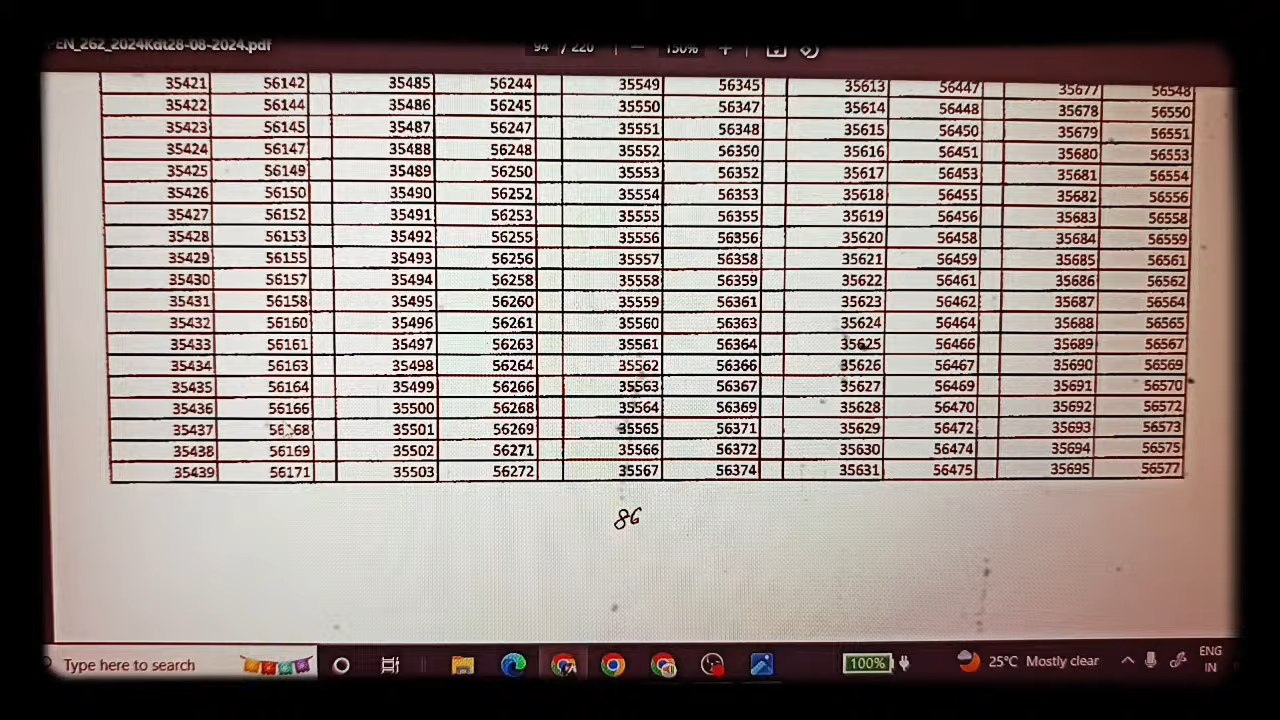 EN_262_2024Kdt28-08-2024.pdf 94 / 220 150%
35421 56142 35485 56244 35549 56345 35613 56447 35677 56548
35422 56144 35486 56245 35550 56347 35614 56448 35678 56550
35423 56145 35487 56247 35551 56348 35615 56450 35679 56551
35424 56147 35488 56248 35552 56350 35616 56451 35680 56553
35425 56149 35489 56250 35553 56352 35617 56453 35681 56554
35426 56150 35490 56252 35554 56353 35618 56455 35682 56556
35427 56152 35491 56253 35555 56355 35619 56456 35683 56558
35428 56153 35492 56255 35556 56356 35620 56458 35684 56559
35429 56155 35493 56256 35557 56358 35621 56459 35685 56561
35430 56157 35494 56258 35558 56359 35622 56461 35686 56562
35431 56158 35495 56260 35559 56361 35623 56462 35687 56564
35432 56160 35496 56261 35560 56363 35624 56464 35688 56565
35433 56161 35497 56263 35561 56364 35625 56466 35689 56567
35434 56163 35498 56264 35562 56366 35626 56467 35690 56569
35435 56164 35499 56266 35563 56367 35627 56469 35691 56570
35436 56166 35500 56268 35564 56369 35628 56470 35692 56572
35437 56168 35501 56269 35565 56371 35629 56472 35693 56573
35438 56169 35502 56271 35566 56372 35630 56474 35694 56575
35439 56171 35503 56272 35567 56374 35631 56475 35695 56577
86
Type here to search 100% 25°C Mostly clear ENG
IN